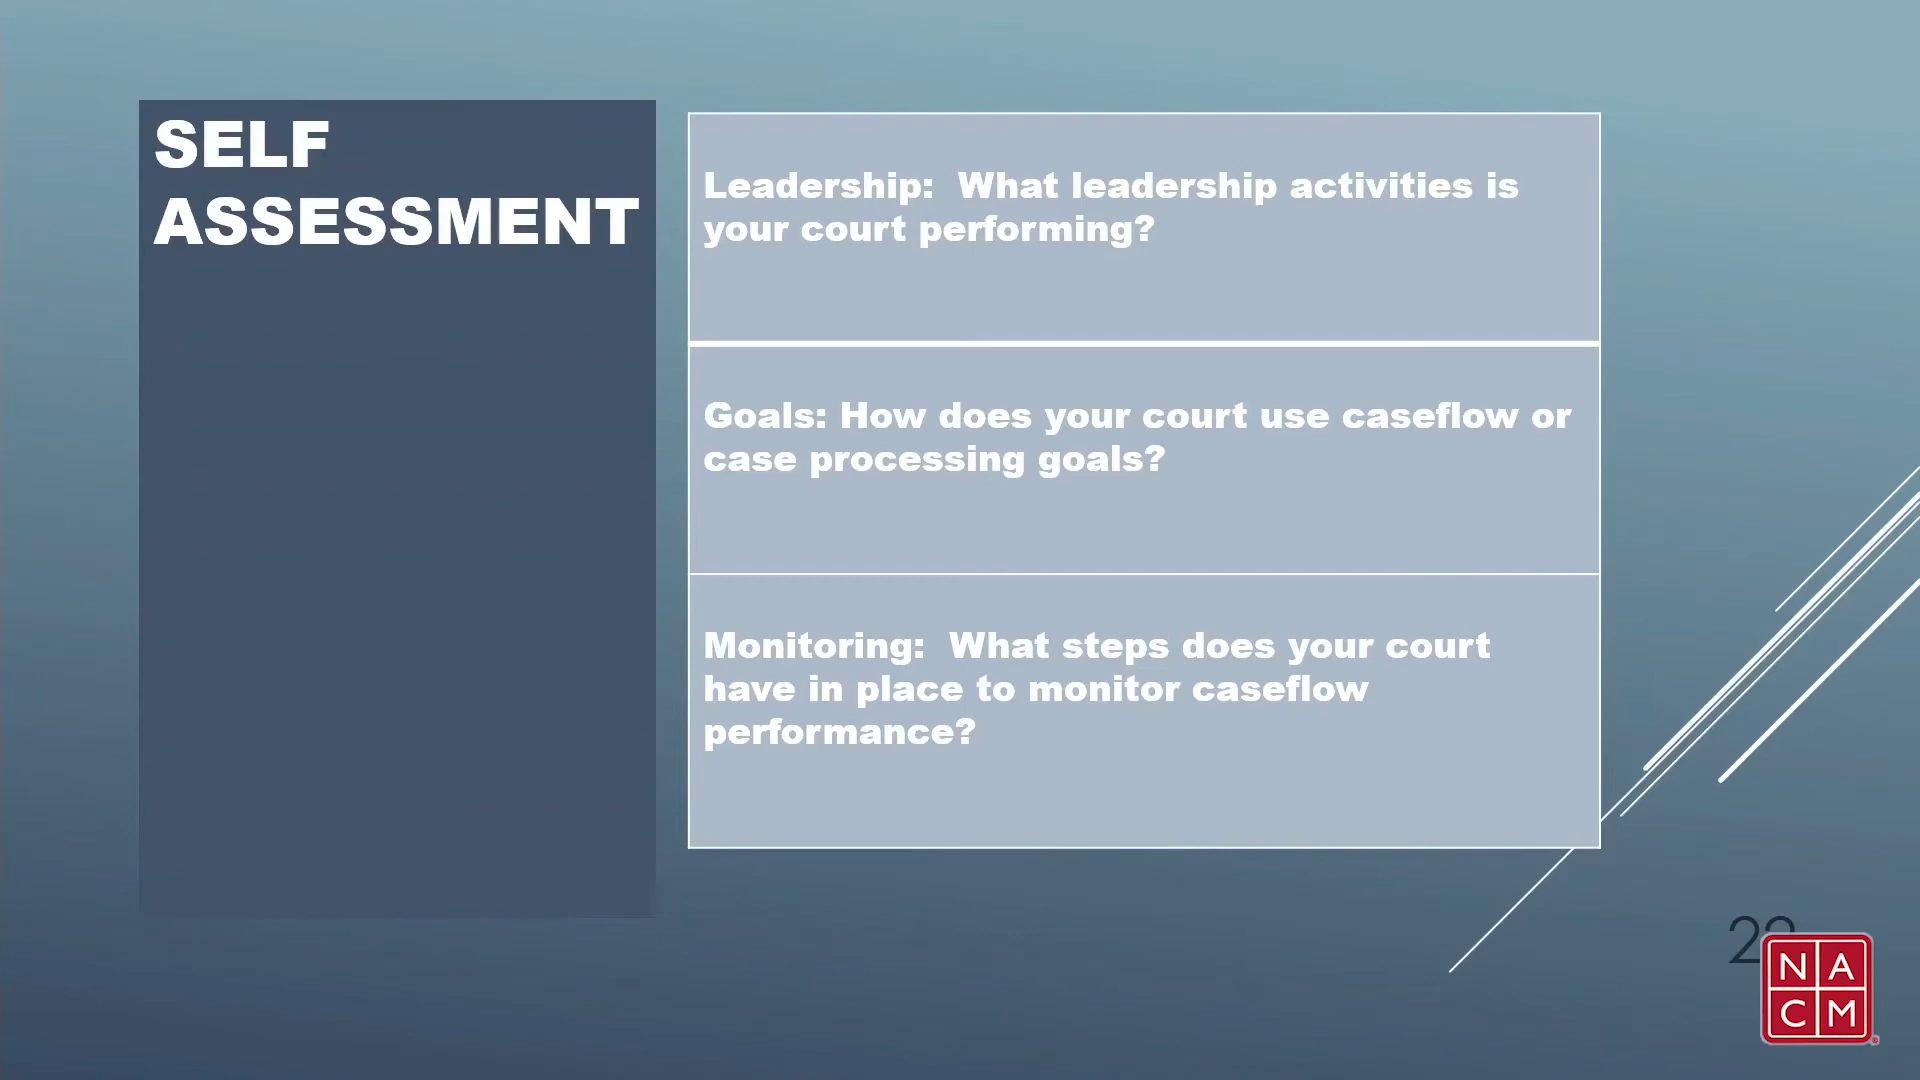 SELF
ASSESSMENT
Leadership:  What leadership activities is
your court performing?
Goals: How does your court use caseflow or
case processing goals?
Monitoring:  What steps does your court
have in place to monitor caseflow
performance?
N A
C M